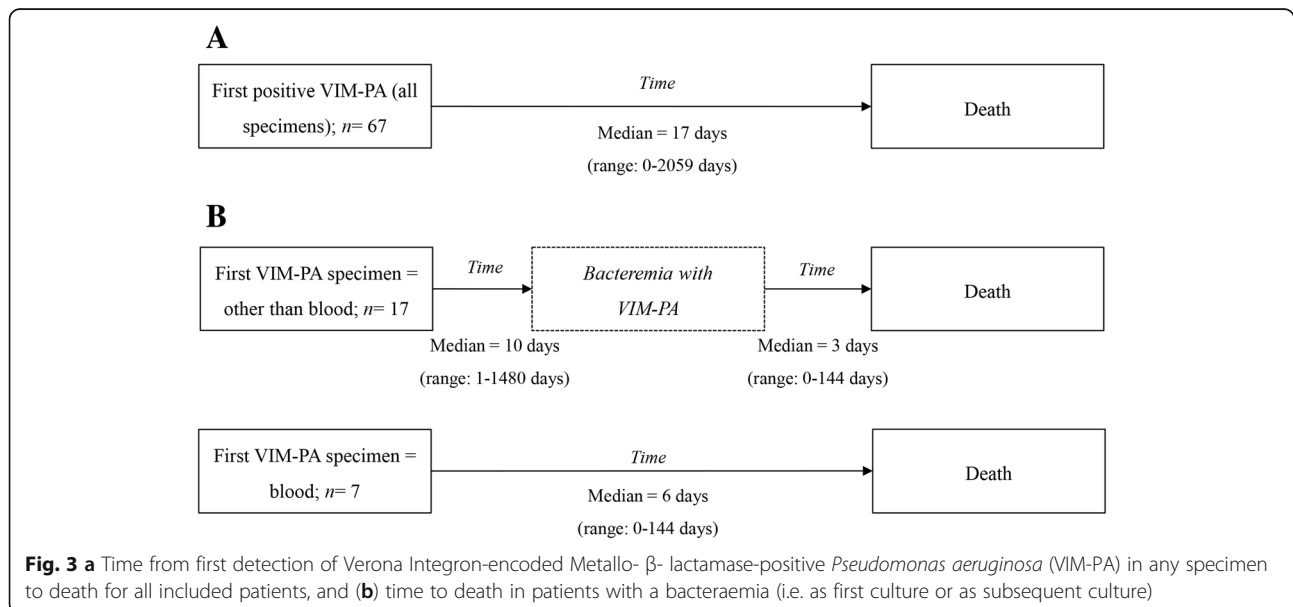 A
First positive VIM-PA (all
specimens); n= 67
Time
Median = 17 days
(range: 0-2059 days)
Death
B
First VIM-PA specimen =
other than blood; n= 17
Time
Median = 10 days
(range: 1-1480 days)
Bacteremia with
VIM-PA
Time
Median = 3 days
(range: 0-144 days)
Death
First VIM-PA specimen =
blood; n= 7
Time
Median = 6 days
(range: 0-144 days)
Death
Fig. 3 a Time from first detection of Verona Integron-encoded Metallo- β- lactamase-positive Pseudomonas aeruginosa (VIM-PA) in any specimen
to death for all included patients, and (b) time to death in patients with a bacteraemia (i.e. as first culture or as subsequent culture)